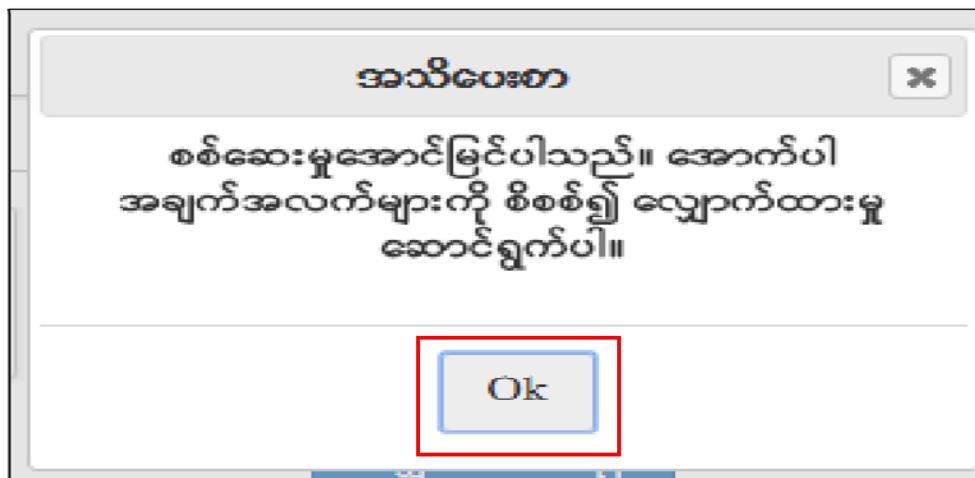 အသိပေးစာ
စစ်ဆေးမှုအောင်မြင်ပါသည်။ အောက်ပါ
အချက်အလက်များကို စိစစ်၍ လျှောက်ထားမှု
ဆောင်ရွက်ပါ။
Ok